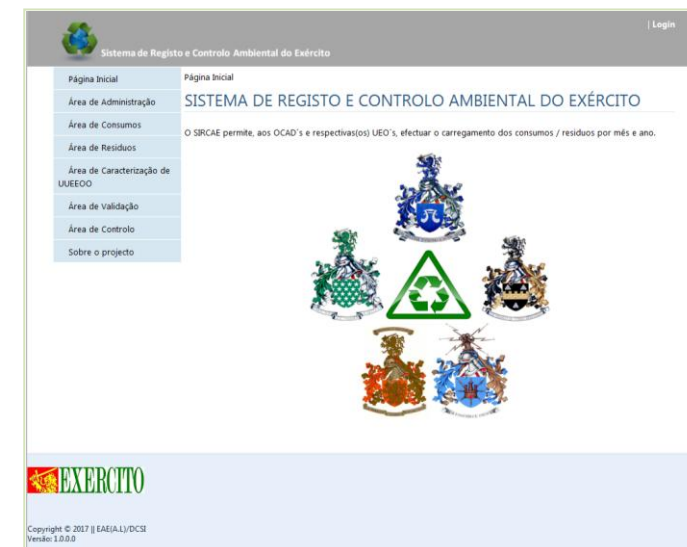 | Login
Sistema de Registo e Controlo Ambiental do Exército
Página Inicial
Área de Administração
Área de Consumos
Área de Residuos
Área de Caracterização de
UUEEOO
Área de Validação
Área de Controlo
Sobre o projecto
Página Inicial
SISTEMA DE REGISTO E CONTROLO AMBIENTAL DO EXÉRCITO
O SIRCAE permite, aos OCAD´s e respectivas(os) UEO´s, efectuar o carregamento dos consumos / residuos por mês e ano.
EXERCITO
Copyright © 2017 || EAE(A.L)/DCSI
Versão: 1.0.0.0